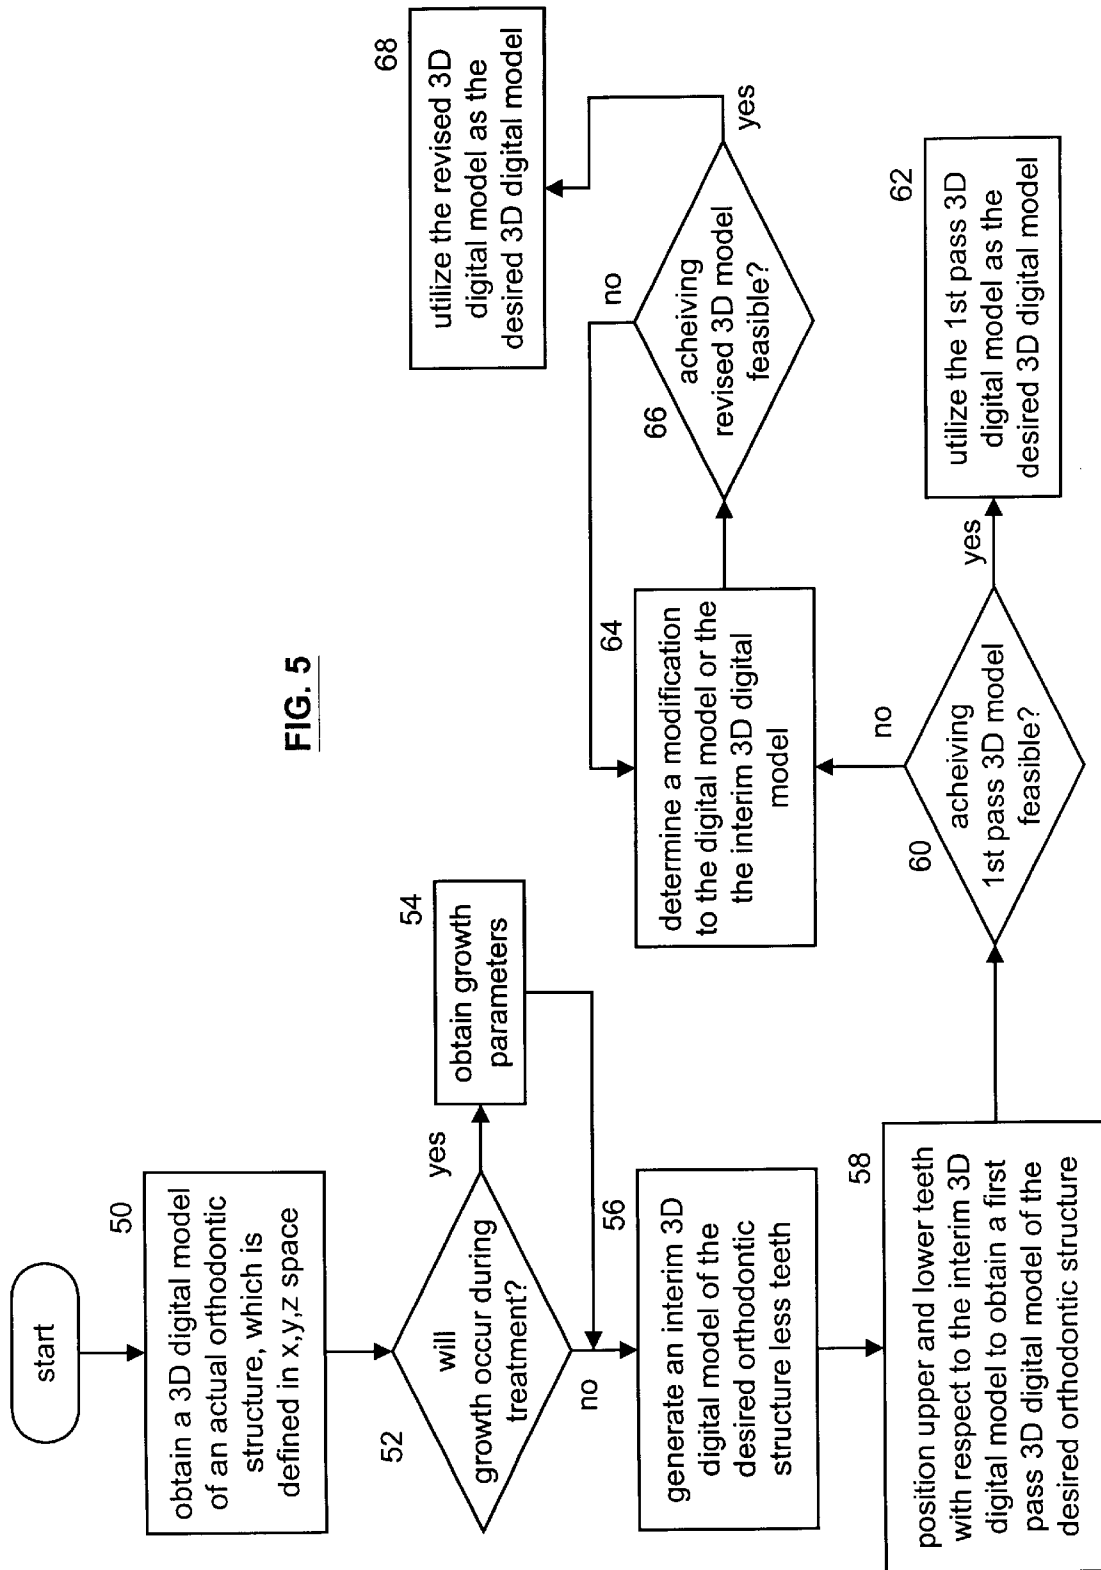 FIG. 5
start
50
obtain a 3D digital model
of an actual orthodontic
structure, which is
defined in x,y,z space
52
will
growth occur during
treatment?
yes
no
54
obtain growth
parameters
56
generate an interim 3D
digital model of the
desired orthodontic
structure less teeth
58
position upper and lower teeth
with respect to the interim 3D
digital model to obtain a first
pass 3D digital model of the
desired orthodontic structure
60
acheiving
1st pass 3D model
feasible?
yes
no
62
utilize the 1st pass 3D
digital model as the
desired 3D digital model
64
determine a modification
to the digital model or the
the interim 3D digital
model
66
acheiving
revised 3D model
feasible?
no
yes
68
utilize the revised 3D
digital model as the
desired 3D digital model